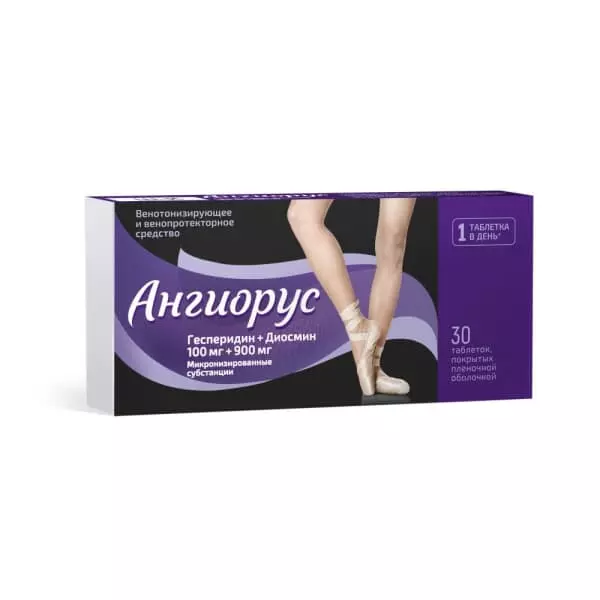 Венотонизирующее
и венопротекторное
средство
Ангиорус
Гесперидин + Диосмин
100 мг + 900 мг
Микронизированные
субстанции
1 ТАБЛЕТКА
В ДЕНЬ*
30
таблеток,
покрытых
пленочной
оболочкой